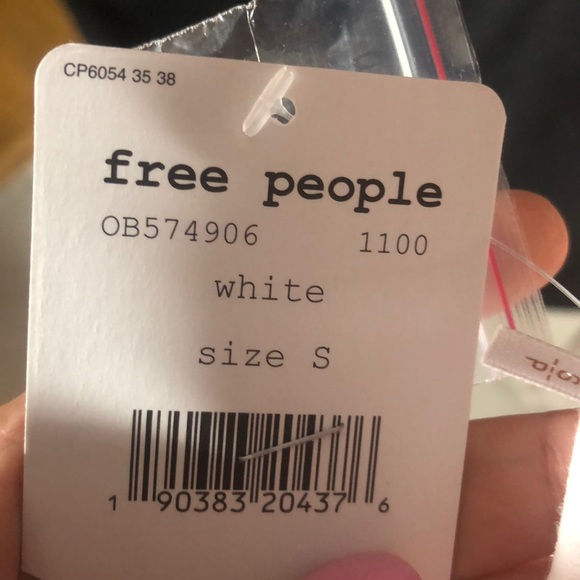 CP6054 35 38
free people
OB574906 1100
white
size S
1 90383 20437 6